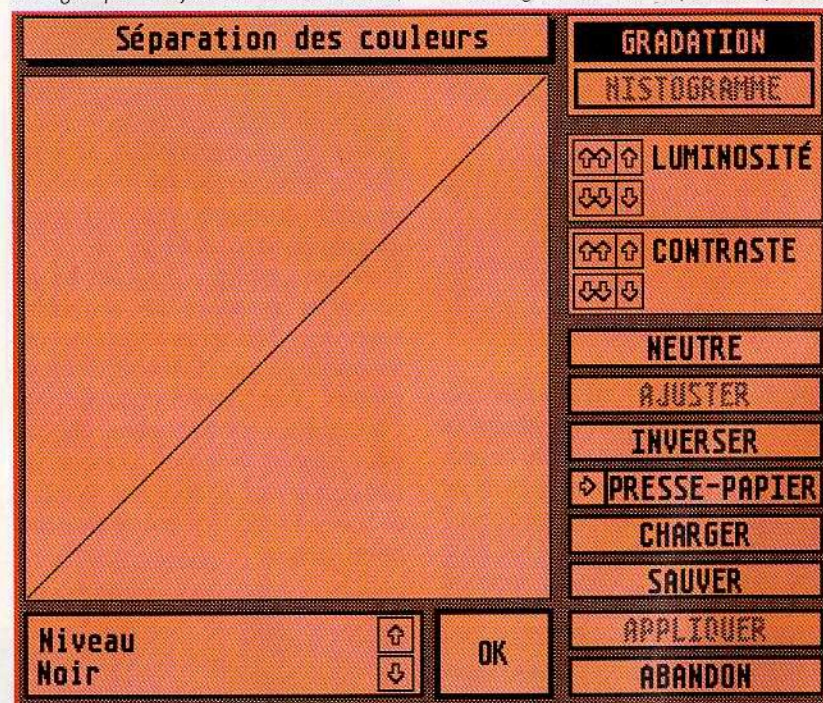 Séparation des couleurs
GRADATION
HISTOGRAMME
LUMINOSITÉ
CONTRASTE
NEUTRE
AJUSTER
INVERSER
PRESSE-PAPIER
CHARGER
SAUVER
APPLIQUER
ABANDON
Niveau
Noir
OK